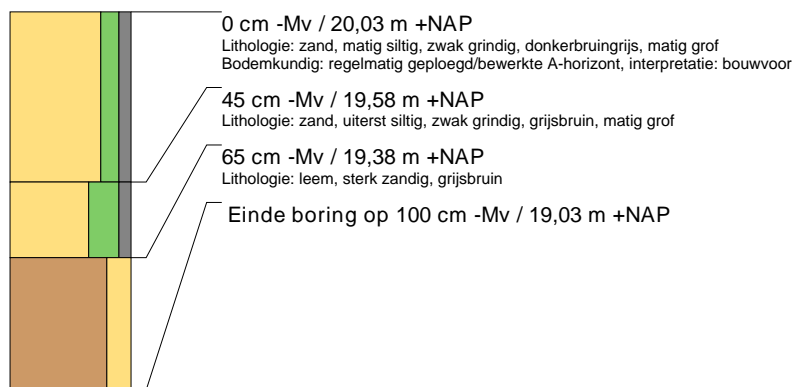 0 cm -Mv / 20,03 m +NAP
Lithologie: zand, matig siltig, zwak grindig, donkerbruingrijs, matig grof
Bodemkundig: regelmatig geploegd/bewerkte A-horizont, interpretatie: bouwvoor
45 cm -Mv / 19,58 m +NAP
Lithologie: zand, uiterst siltig, zwak grindig, grijsbruin, matig grof
65 cm -Mv / 19,38 m +NAP
Lithologie: leem, sterk zandig, grijsbruin
Einde boring op 100 cm -Mv / 19,03 m +NAP